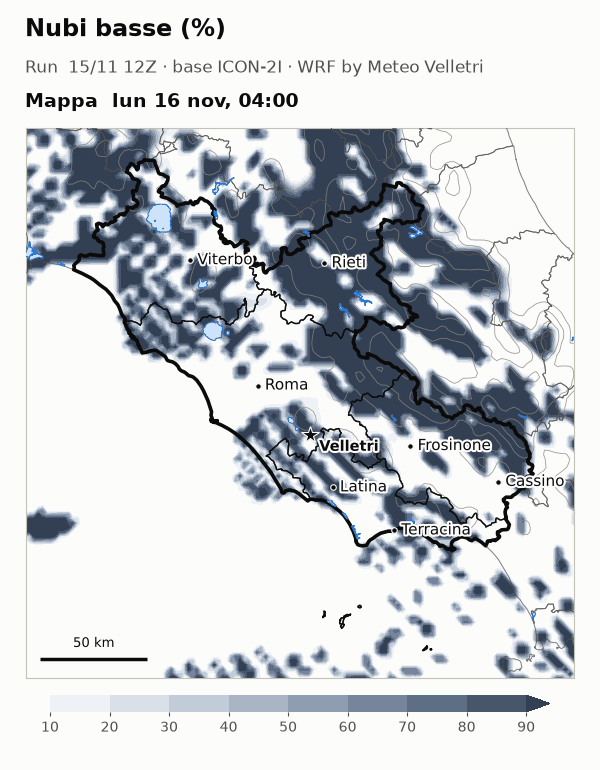 Nubi basse (%)
Run  15/11 12Z · base ICON-2I · WRF by Meteo Velletri
Mappa  lun 16 nov, 04:00
Viterbo
Rieti
Roma
Velletri
Frosinone
Latina
Cassino
Terracina
50 km
10 20 30 40 50 60 70 80 90